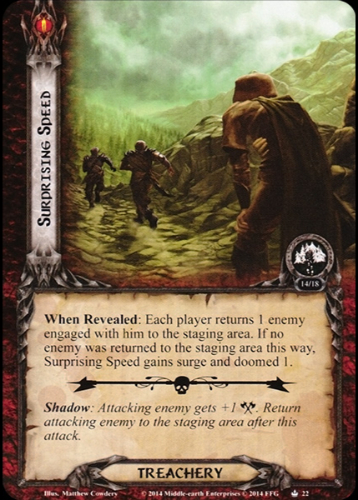 SURPRISING SPEED
14/18
When Revealed: Each player returns 1 enemy
engaged with him to the staging area. If no
enemy was returned to the staging area this way,
Surprising Speed gains surge and doomed 1.
Shadow: Attacking enemy gets +1 . Return
attacking enemy to the staging area after this
attack.
TREACHERY
Illus. Matthew Cowdery © 2014 Middle-earth Enterprises © 2014 FFG 22